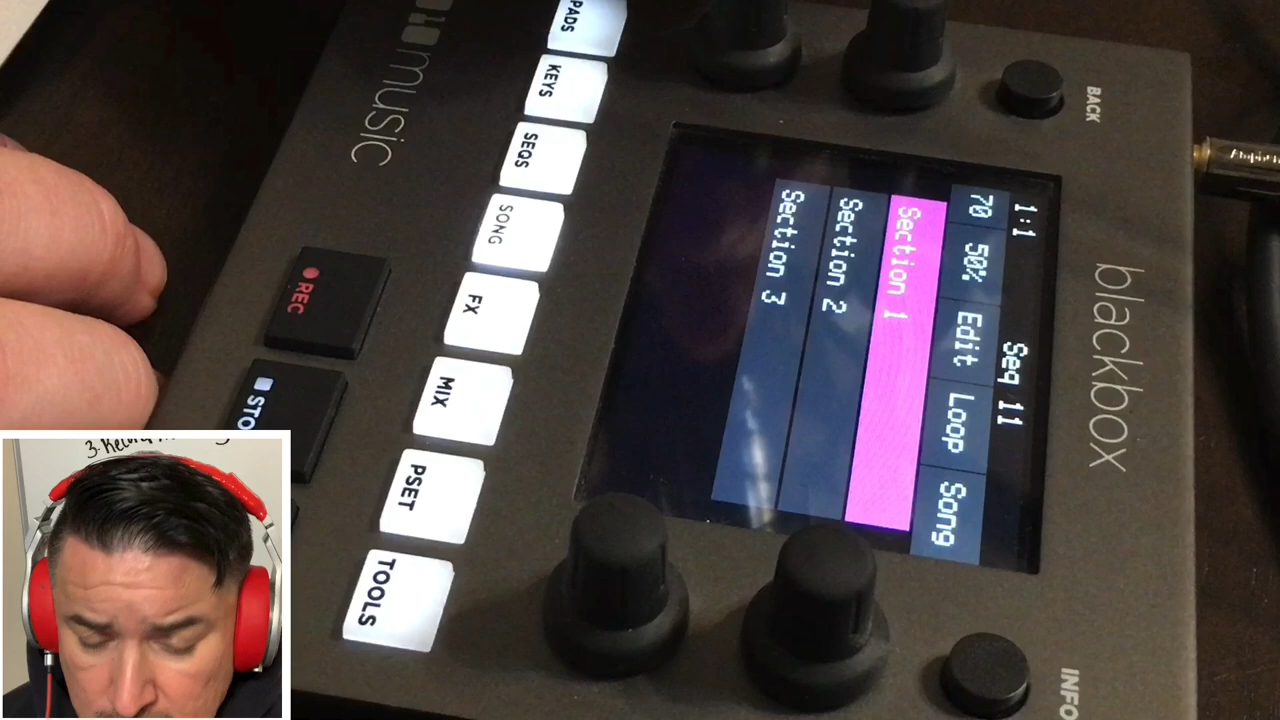 blackbox
1:1 Seq 11
70 50% Edit Loop Song
Section 1
Section 2
Section 3
BACK
INFO
PADS
KEYS
SEQS
SONG
FX
MIX
PSET
TOOLS
REC
STO
music